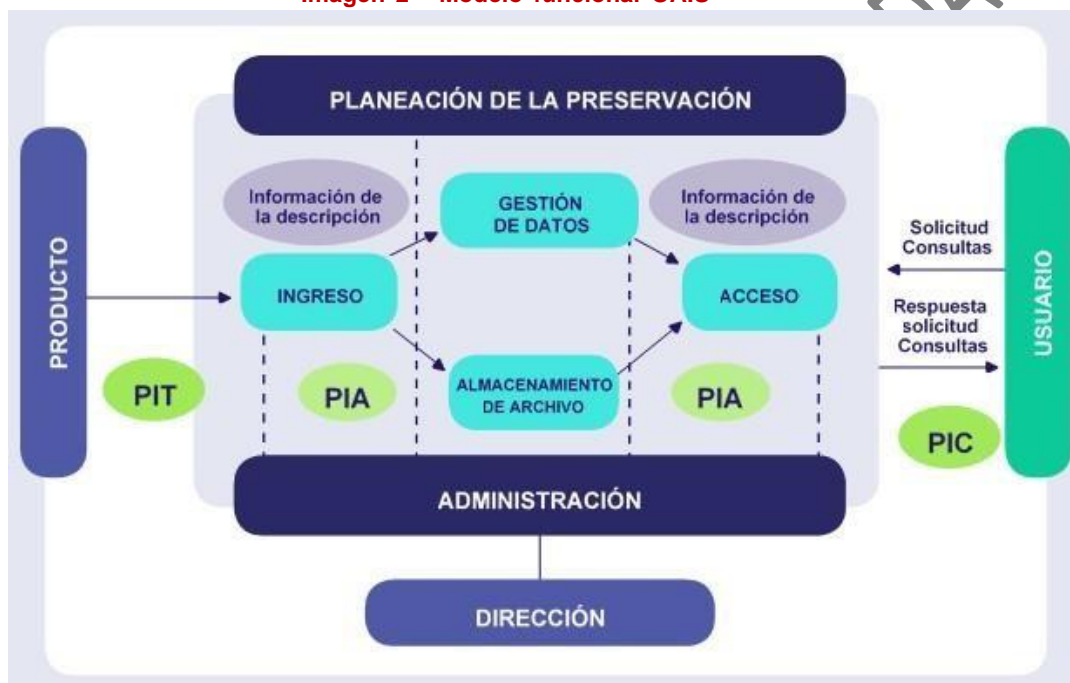 PLANEACIÓN DE LA PRESERVACIÓN
PRODUCTO
Información de
la descripción
GESTIÓN
DE DATOS
Información de
la descripción
Solicitud
Consultas
USUARIO
INGRESO
ACCESO
Respuesta
solicitud
Consultas
PIT
PIA
ALMACENAMIENTO
DE ARCHIVO
PIA
PIC
ADMINISTRACIÓN
DIRECCIÓN